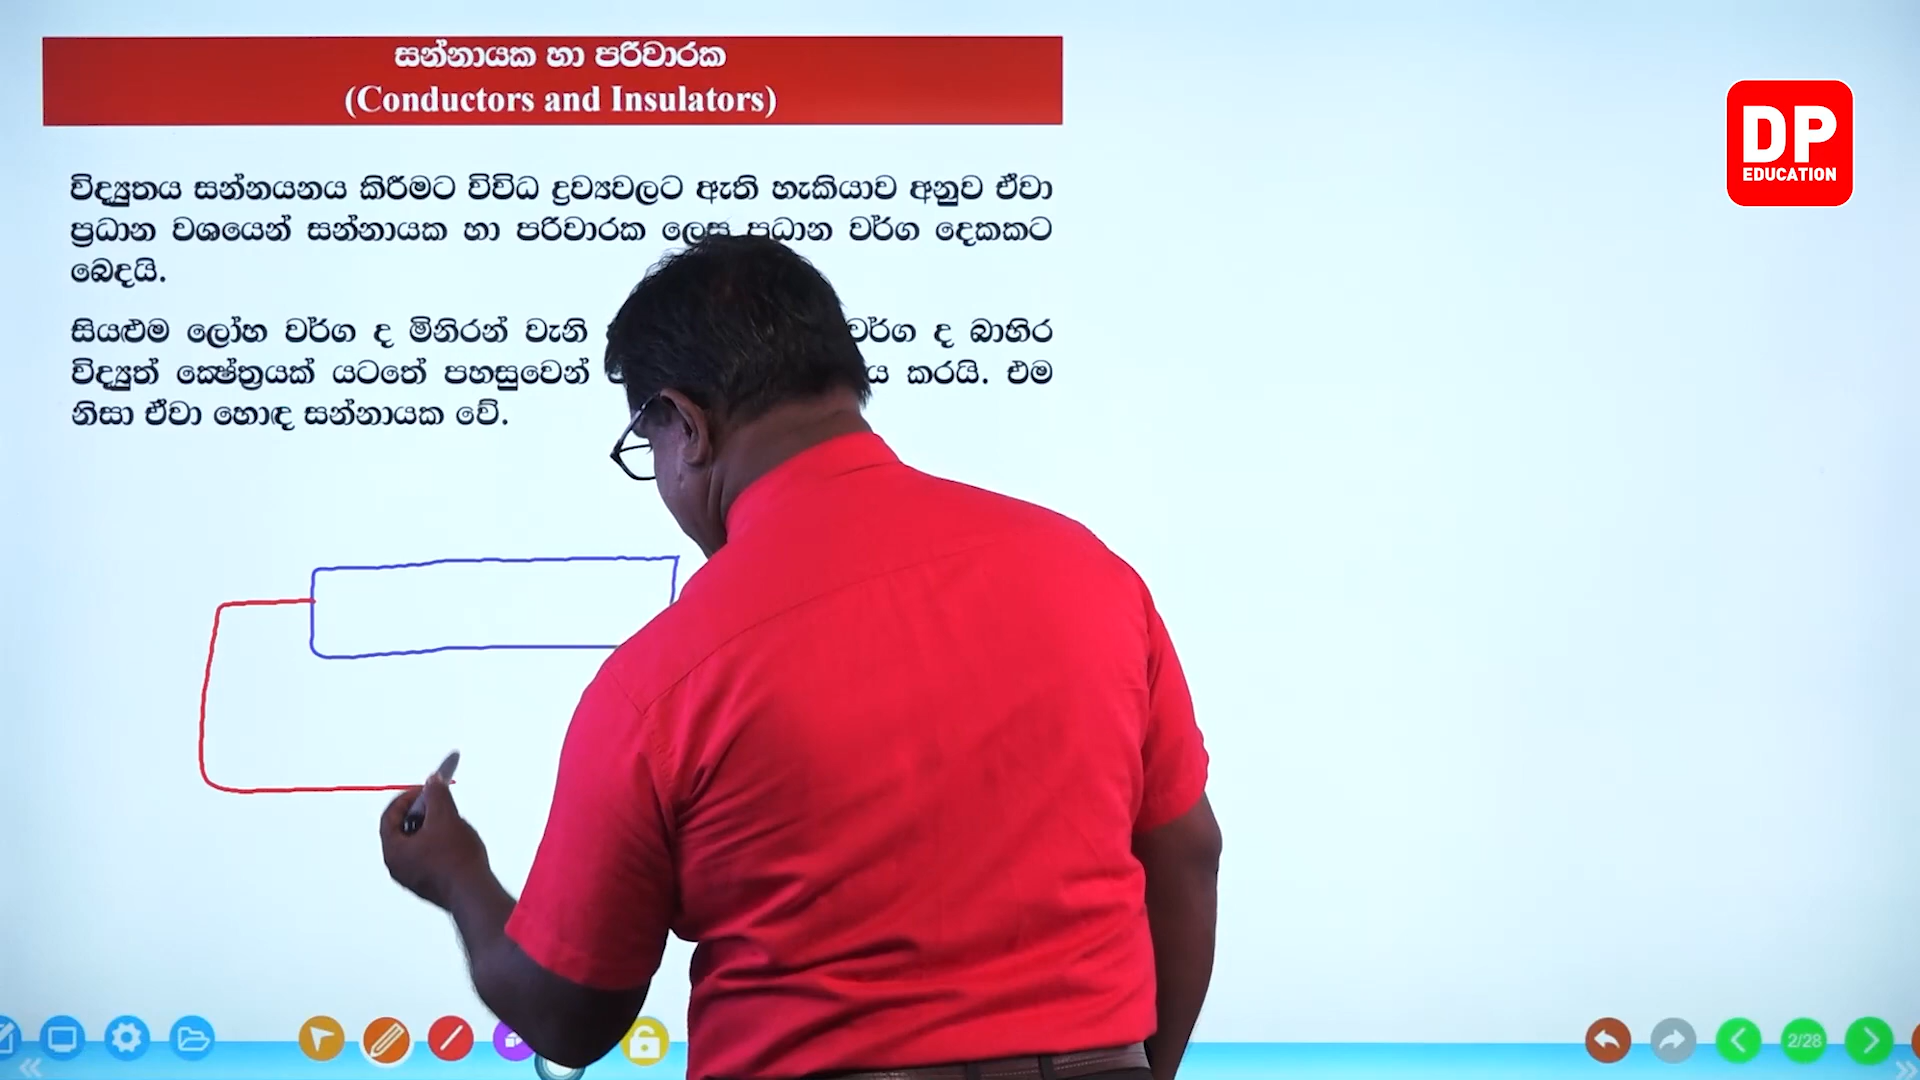 සන්නායක හා පරිවාරක
(Conductors and Insulators)
විද්‍යුතය සන්නයනය කිරීමට විවිධ ද්‍රව්‍යවලට ඇති හැකියාව අනුව ඒවා
ප්‍රධාන වශයෙන් සන්නායක හා පරිවාරක ලෙස ප්‍රධාන වර්ග දෙකකට
බෙදයි.
සියළුම ලෝහ වර්ග ද මිනිරන් වැනි වර්ග ද බාහිර
විද්‍යුත් ක්‍ෂේත්‍රයක් යටතේ පහසුවෙන් කරයි. එම
නිසා ඒවා හොඳ සන්නායක වේ.
DP
EDUCATION
2/28